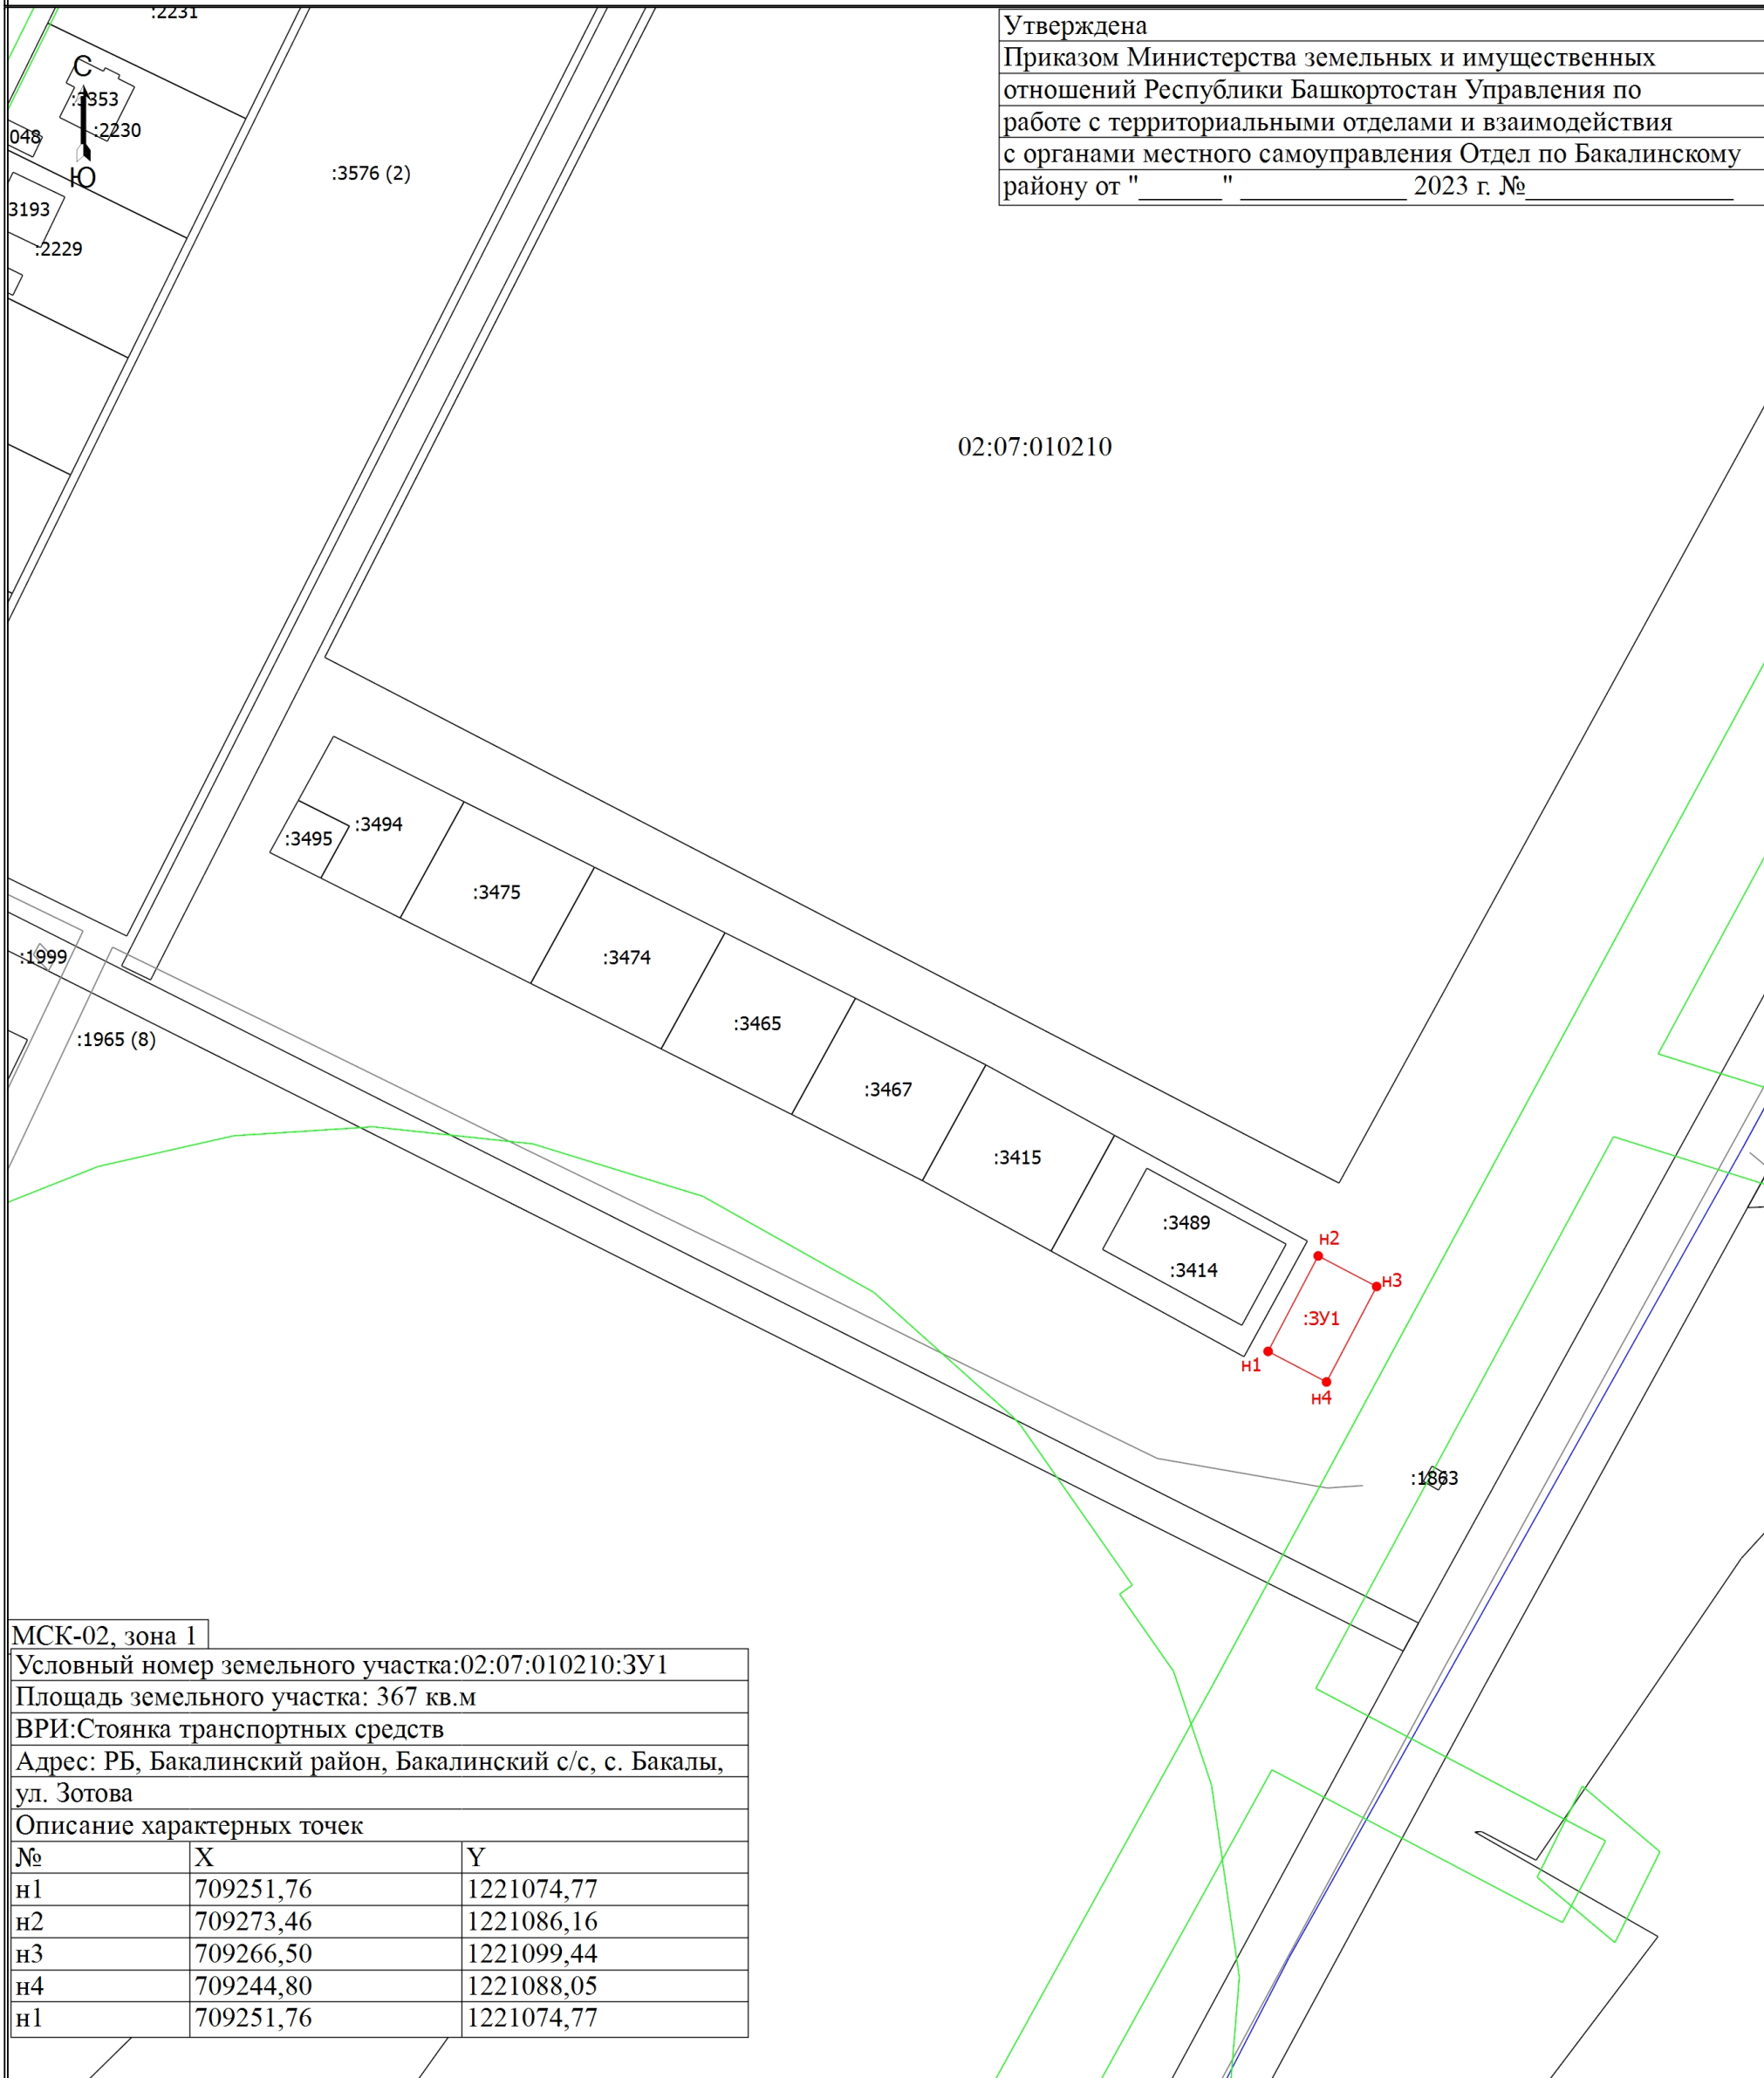 :2231
Утверждена
Приказом Министерства земельных и имущественных
отношений Республики Башкортостан Управления по
работе с территориальными отделами и взаимодействия
с органами местного самоуправления Отдел по Бакалинскому
району от "______" ____________ 2023 г. №_______________
С
:3353
:2230
048
Ю
:3576 (2)
3193
:2229
02:07:010210
:3494
:3495
:3475
:3474
:1999
:3465
:1965 (8)
:3467
:3415
:3489
н2
:3414
н3
:ЗУ1
н1
н4
:1863
МСК-02, зона 1
Условный номер земельного участка:02:07:010210:ЗУ1
Площадь земельного участка: 367 кв.м
ВРИ:Стоянка транспортных средств
Адрес: РБ, Бакалинский район, Бакалинский с/с, с. Бакалы,
ул. Зотова
Описание характерных точек
№ X Y
н1 709251,76 1221074,77
н2 709273,46 1221086,16
н3 709266,50 1221099,44
н4 709244,80 1221088,05
н1 709251,76 1221074,77